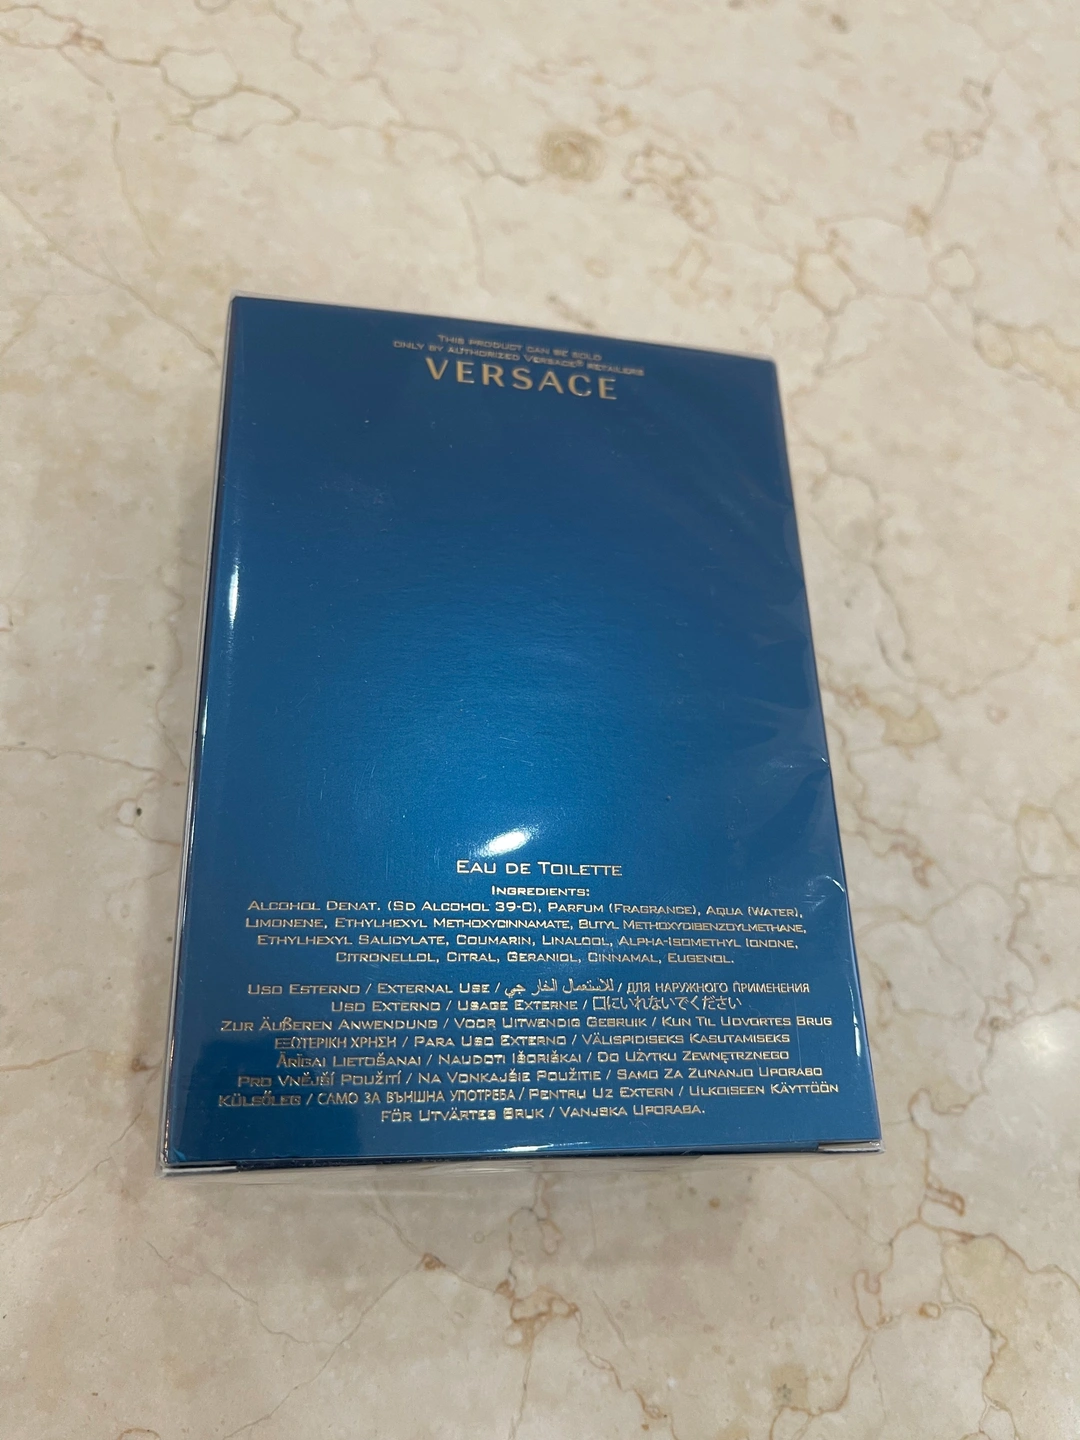 THIS PRODUCT CAN BE SOLD
ONLY BY AUTHORIZED VERSACE® RETAILERS
VERSACE
EAU DE TOILETTE
INGREDIENTS:
ALCOHOL DENAT. (SD ALCOHOL 39-C), PARFUM (FRAGRANCE), AQUA (WATER),
LIMONENE, ETHYLHEXYL METHOXYCINNAMATE, BUTYL METHOXYDIBENZOYLMETHANE,
ETHYLHEXYL SALICYLATE, COUMARIN, LINALOOL, ALPHA-ISOMETHYL IONONE,
CITRONELLOL, CITRAL, GERANIOL, CINNAMAL, EUGENOL.
USO ESTERNO / EXTERNAL USE / للاستعمال الخارجي / ДЛЯ НАРУЖНОГО ПРИМЕНЕНИЯ
USO EXTERNO / USAGE EXTERNE / 口にいれないでください
ZUR ÄUßEREN ANWENDUNG / VOOR UITWENDIG GEBRUIK / KUN TIL UDVORTES BRUG
ΕΞΩΤΕΡΙΚΗ ΧΡΗΣΗ / PARA USO EXTERNO / VÄLISPIDISEKS KASUTAMISEKS
ĀRĪGAI LIETOŠANAI / NAUDOTI IŠORIŠKAI / DO UŻYTKU ZEWNĘTRZNEGO
PRO VNĚJŠÍ POUŽITÍ / NA VONKAJŠIE POUŽITIE / SAMO ZA ZUNANJO UPORABO
KÜLSŐLEG / САМО ЗА ВЪНШНА УПОТРЕБА / PENTRU UZ EXTERN / ULKOISEEN KÄYTTÖÖN
FÖR UTVÄRTES BRUK / VANJSKA UPORABA.